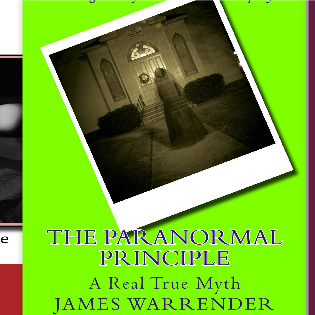 THE PARANORMAL
PRINCIPLE
A Real True Myth
JAMES WARRENDER
e